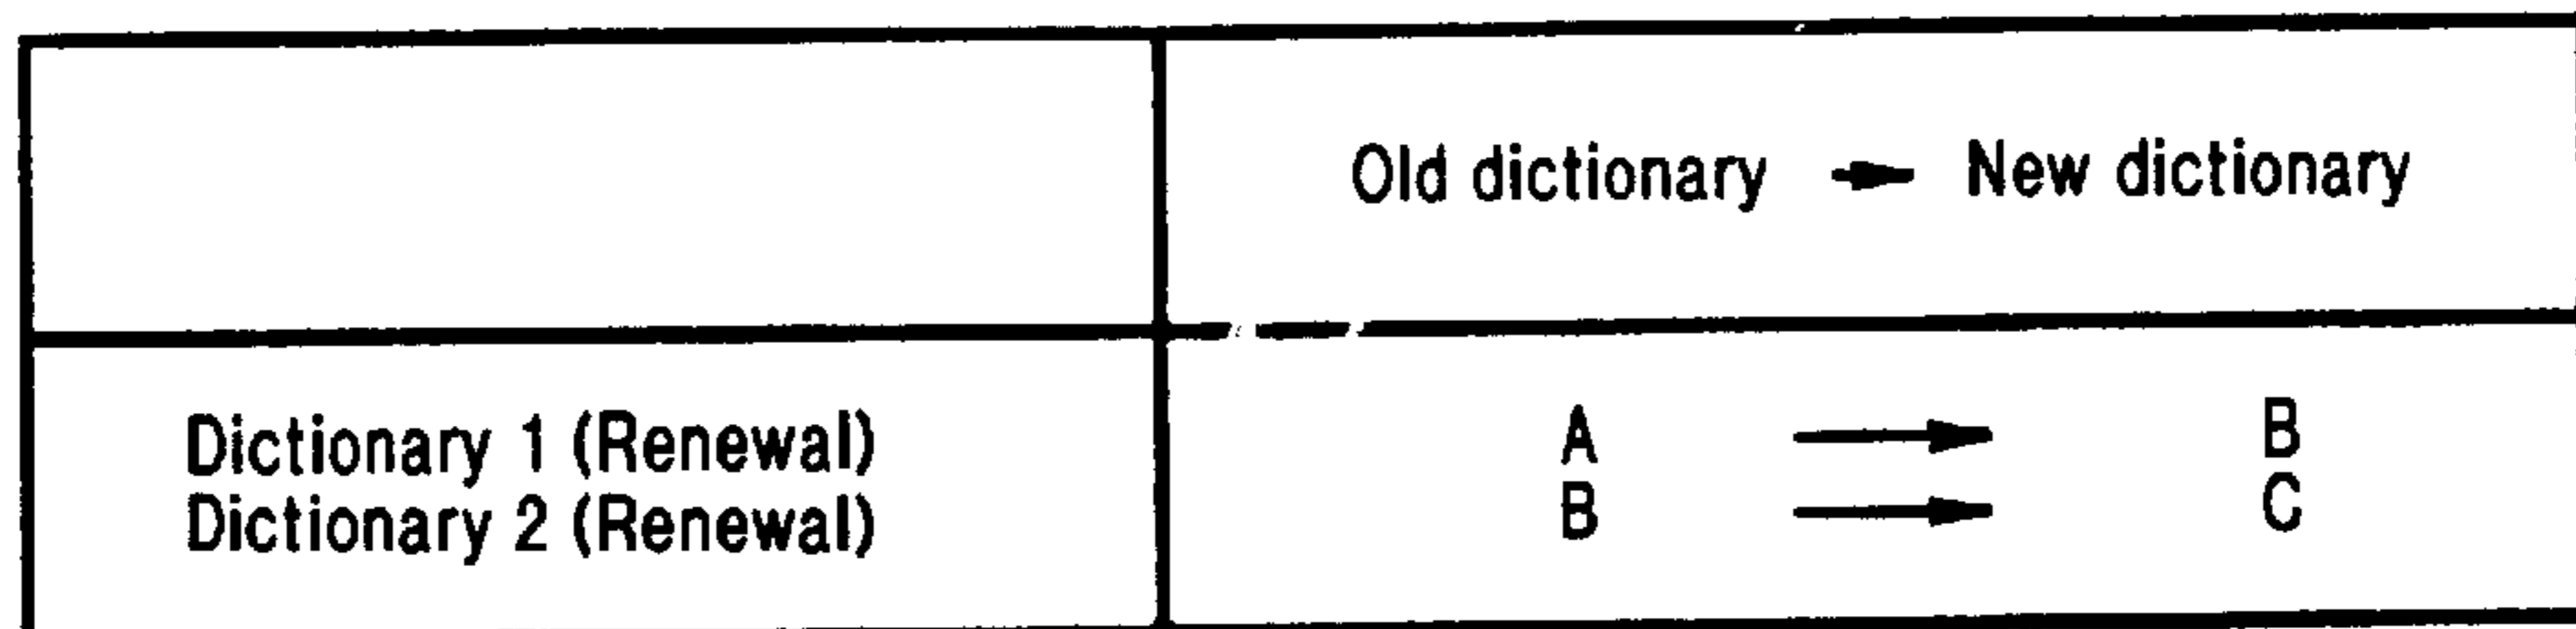 Old dictionary → New dictionary
Dictionary 1 (Renewal) A → B
Dictionary 2 (Renewal) B → C